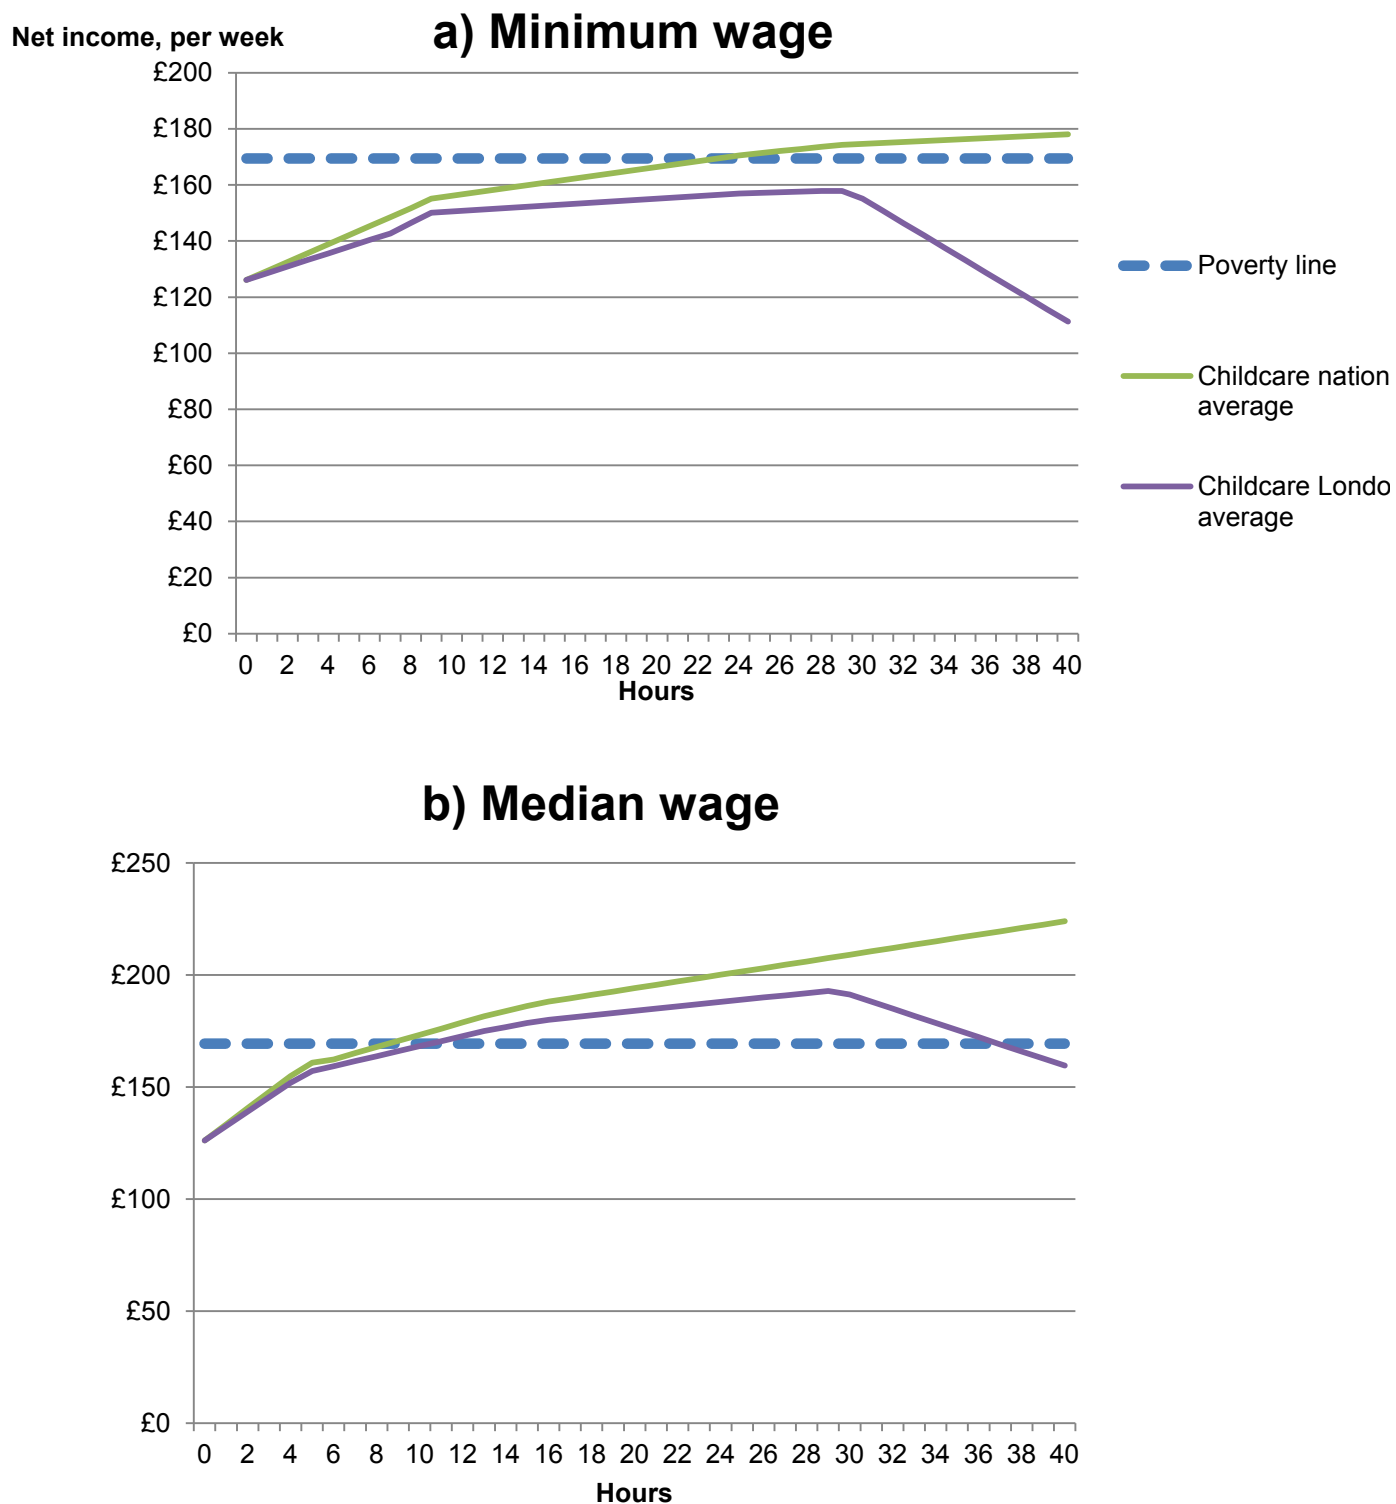 Net income, per week
a) Minimum wage
£200
£180
£160
£140
£120
£100
£80
£60
£40
£20
£0
0 2 4 6 8 10 12 14 16 18 20 22 24 26 28 30 32 34 36 38 40
Hours
Poverty line
Childcare nation
average
Childcare Londo
average
b) Median wage
£250
£200
£150
£100
£50
£0
0 2 4 6 8 10 12 14 16 18 20 22 24 26 28 30 32 34 36 38 40
Hours